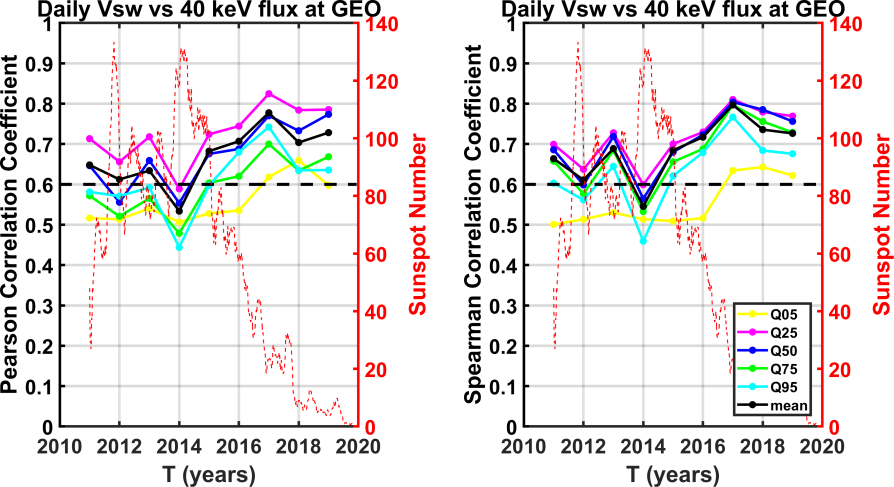 Daily Vsw vs 40 keV flux at GEO
Pearson Correlation Coefficient
1
0.9
0.8
0.7
0.6
0.5
0.4
0.3
0.2
0.1
0
140
120
100
80
60
40
20
0
Sunspot Number
2010 2012 2014 2016 2018 2020
T (years)
Daily Vsw vs 40 keV flux at GEO
Spearman Correlation Coefficient
1
0.9
0.8
0.7
0.6
0.5
0.4
0.3
0.2
0.1
0
140
120
100
80
60
40
20
0
Sunspot Number
Q05
Q25
Q50
Q75
Q95
mean
2010 2012 2014 2016 2018 2020
T (years)